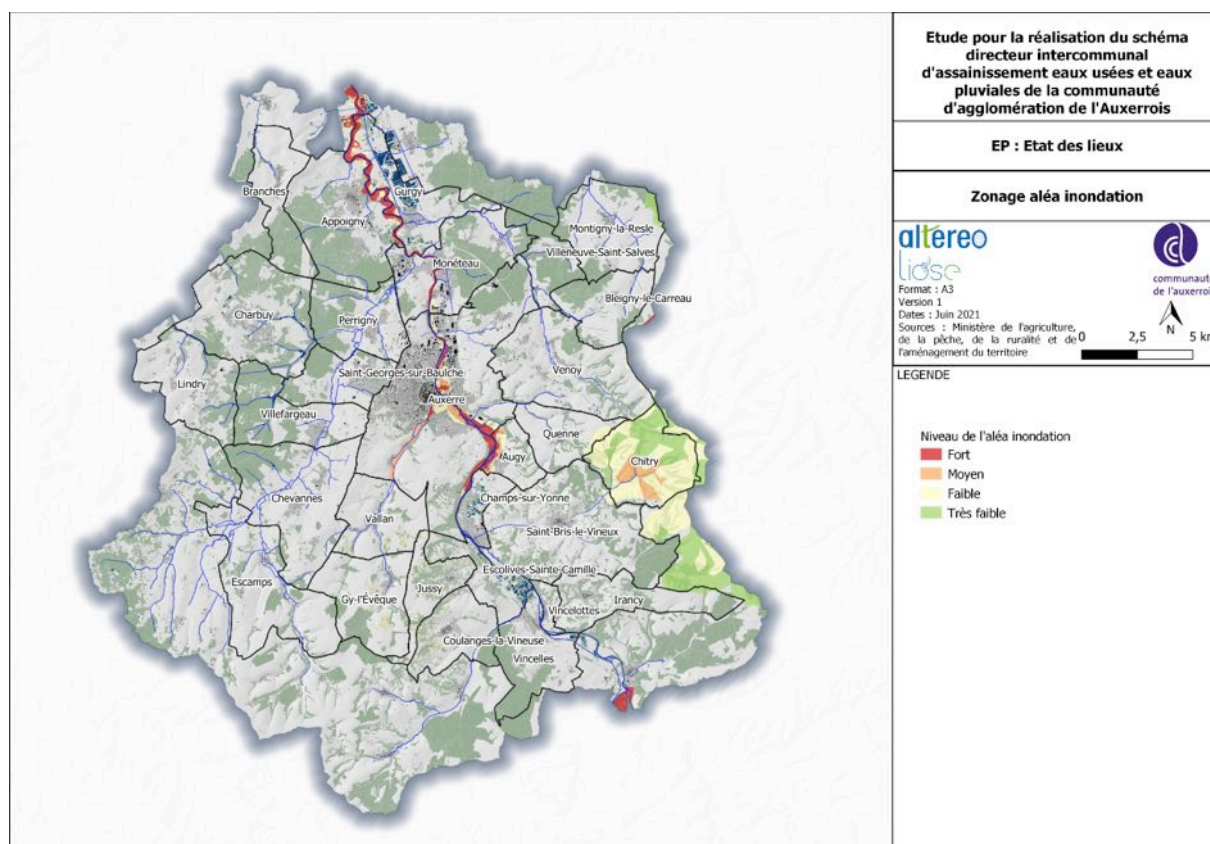 Etude pour la réalisation du schéma
directeur intercommunal
d'assainissement eaux usées et eaux
pluviales de la communauté
d'agglomération de l'Auxerrois
EP : Etat des lieux
Zonage aléa inondation
altereo
liose
communauté
de l'auxerrois
Format : A3
Version 1
Dates : Juin 2021
Sources : Ministère de l'agriculture,
de la pêche, de la ruralité et de
l'aménagement du territoire
N
0 2,5 5 km
LEGENDE
Niveau de l'aléa inondation
Fort
Moyen
Faible
Très faible
Branches
Gurgy
Appoigny
Montigny-la-Resle
Villeneuve-Saint-Salves
Monéteau
Bleigny-le-Carreau
Charbuy
Perrigny
Saint-Georges-sur-Baulche
Venoy
Lindry
Auxerre
Villefargeau
Quenne
Augy
Chitry
Chevannes
Champs-sur-Yonne
Vallan
Saint-Bris-le-Vineux
Escolives-Sainte-Camille
Escamps
Jussy
Gy-l'Évêque
Irancy
Vincelottes
Coulanges-la-Vineuse
Vincelles